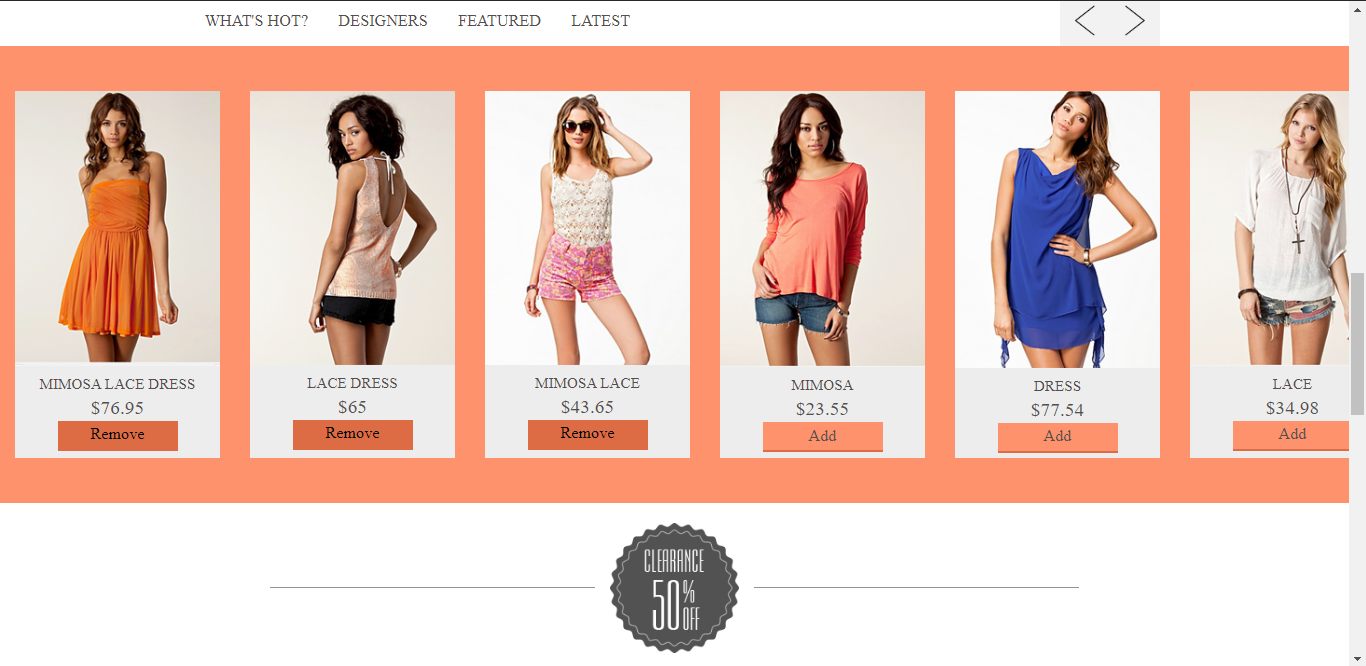 WHAT'S HOT? DESIGNERS FEATURED LATEST
MIMOSA LACE DRESS
$76.95
Remove
LACE DRESS
$65
Remove
MIMOSA LACE
$43.65
Remove
MIMOSA
$23.55
Add
DRESS
$77.54
Add
LACE
$34.98
Add
CLEARANCE
50%
OFF